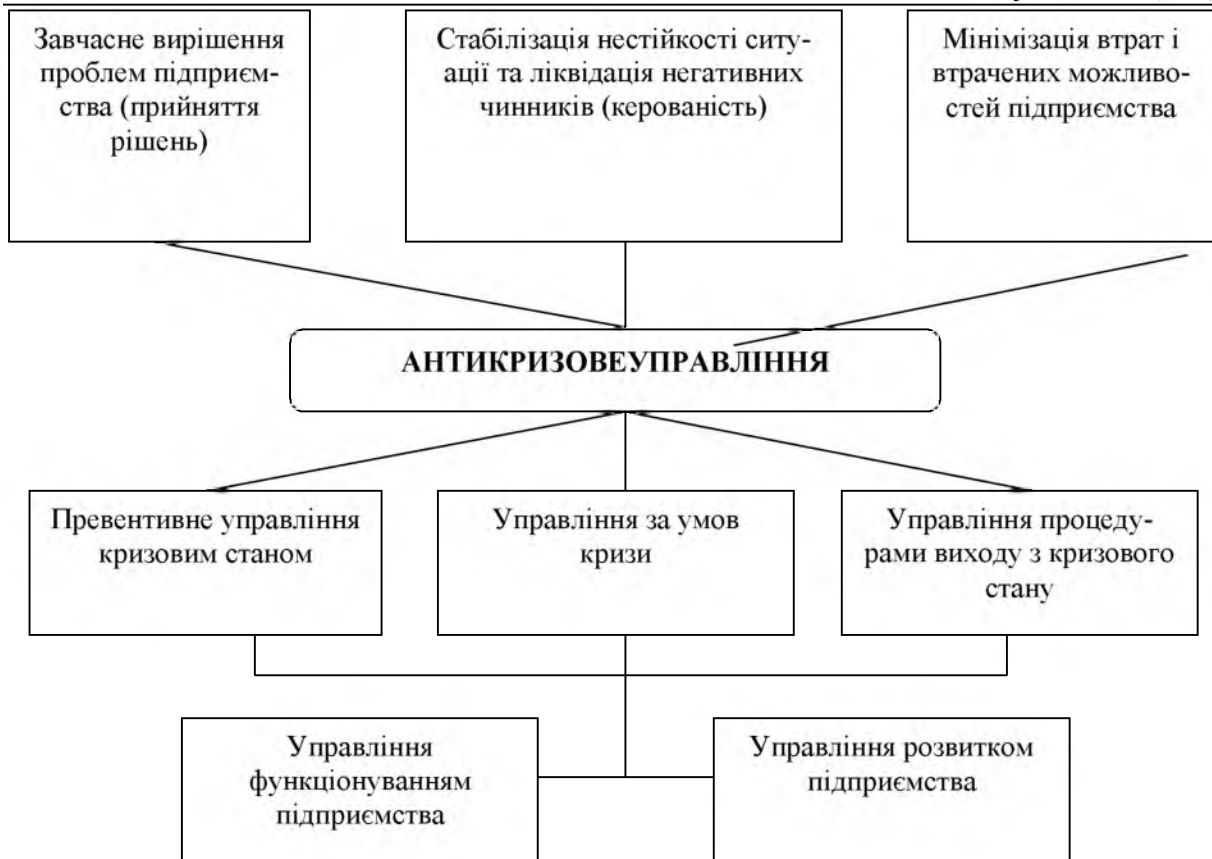 Завчасне вирішення
проблем підприєм-
ства (прийняття
рішень)
Стабілізація нестійкості ситу-
ації та ліквідація негативних
чинників (керованість)
Мінімізація втрат і
втрачених можливо-
стей підприємства
АНТИКРИЗОВЕУПРАВЛІННЯ
Превентивне управління
кризовим станом
Управління за умов
кризи
Управління процеду-
рами виходу з кризового
стану
Управління
функціонуванням
підприємства
Управління розвитком
підприємства